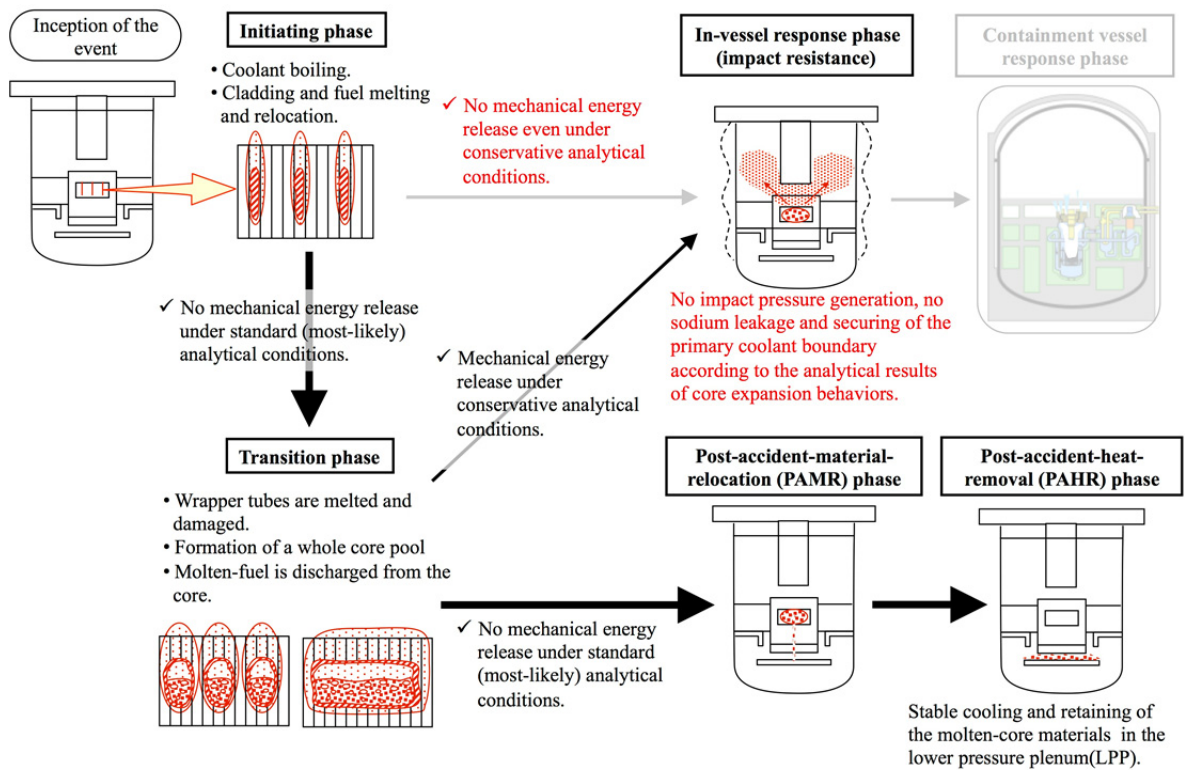 Inception of the
event
Initiating phase
• Coolant boiling.
• Cladding and fuel melting
and relocation.
✓ No mechanical energy
release even under
conservative analytical
conditions.
In-vessel response phase
(impact resistance)
Containment vessel
response phase
✓ No mechanical energy release
under standard (most-likely)
analytical conditions.
✓ Mechanical energy
release under
conservative analytical
conditions.
No impact pressure generation, no
sodium leakage and securing of the
primary coolant boundary
according to the analytical results
of core expansion behaviors.
Transition phase
• Wrapper tubes are melted and
damaged.
• Formation of a whole core pool
• Molten-fuel is discharged from the
core.
✓ No mechanical energy
release under standard
(most-likely) analytical
conditions.
Post-accident-material-
relocation (PAMR) phase
Post-accident-heat-
removal (PAHR) phase
Stable cooling and retaining of
the molten-core materials in the
lower pressure plenum(LPP).